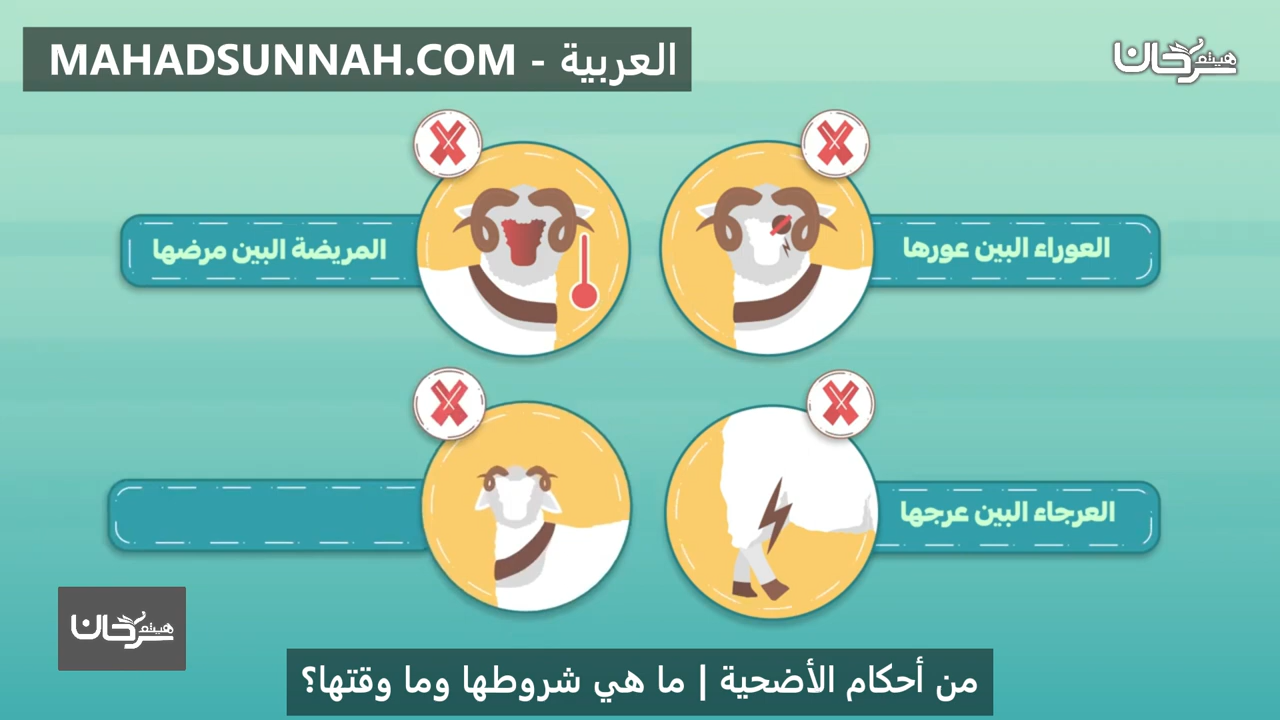 العربية - MAHADSUNNAH.COM
هيثم سرحان
العوراء البين عورها
المريضة البين مرضها
العرجاء البين عرجها
هيثم سرحان
من أحكام الأضحية | ما هي شروطها وما وقتها؟